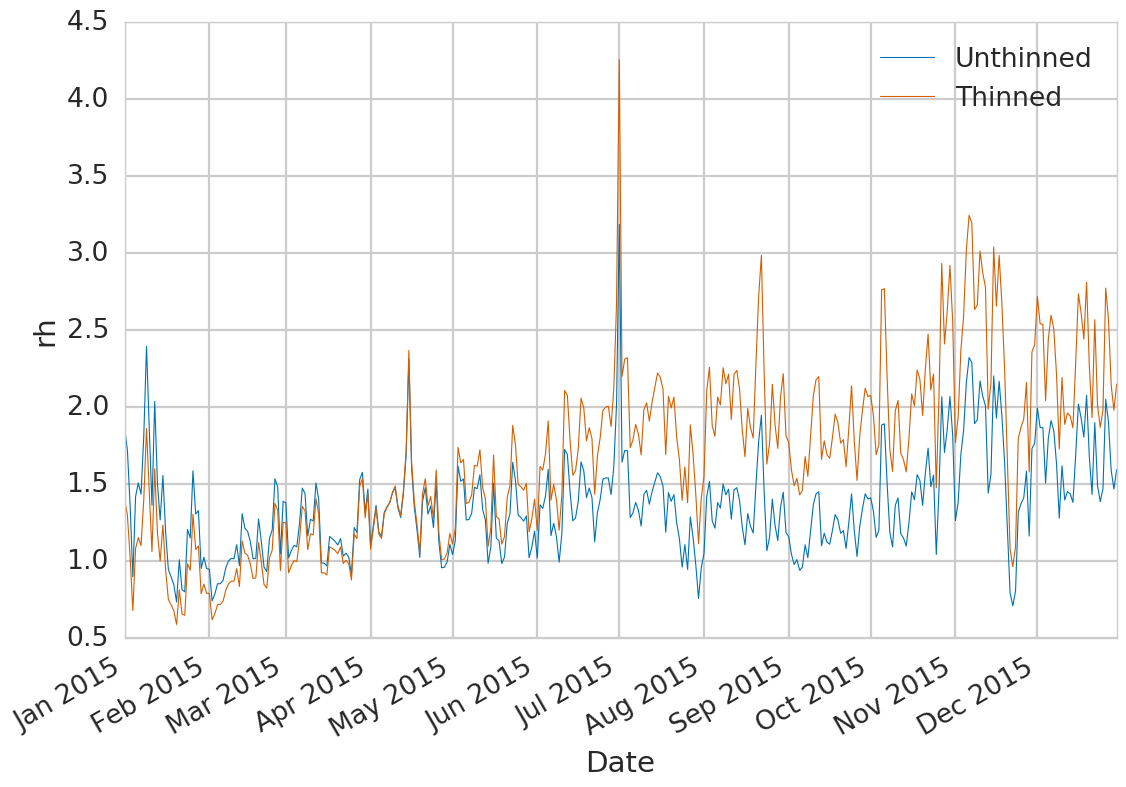 4.5
4.0
3.5
3.0
2.5
2.0
1.5
1.0
0.5
rh
Unthinned
Thinned
Jan 2015
Feb 2015
Mar 2015
Apr 2015
May 2015
Jun 2015
Jul 2015
Aug 2015
Sep 2015
Oct 2015
Nov 2015
Dec 2015
Date